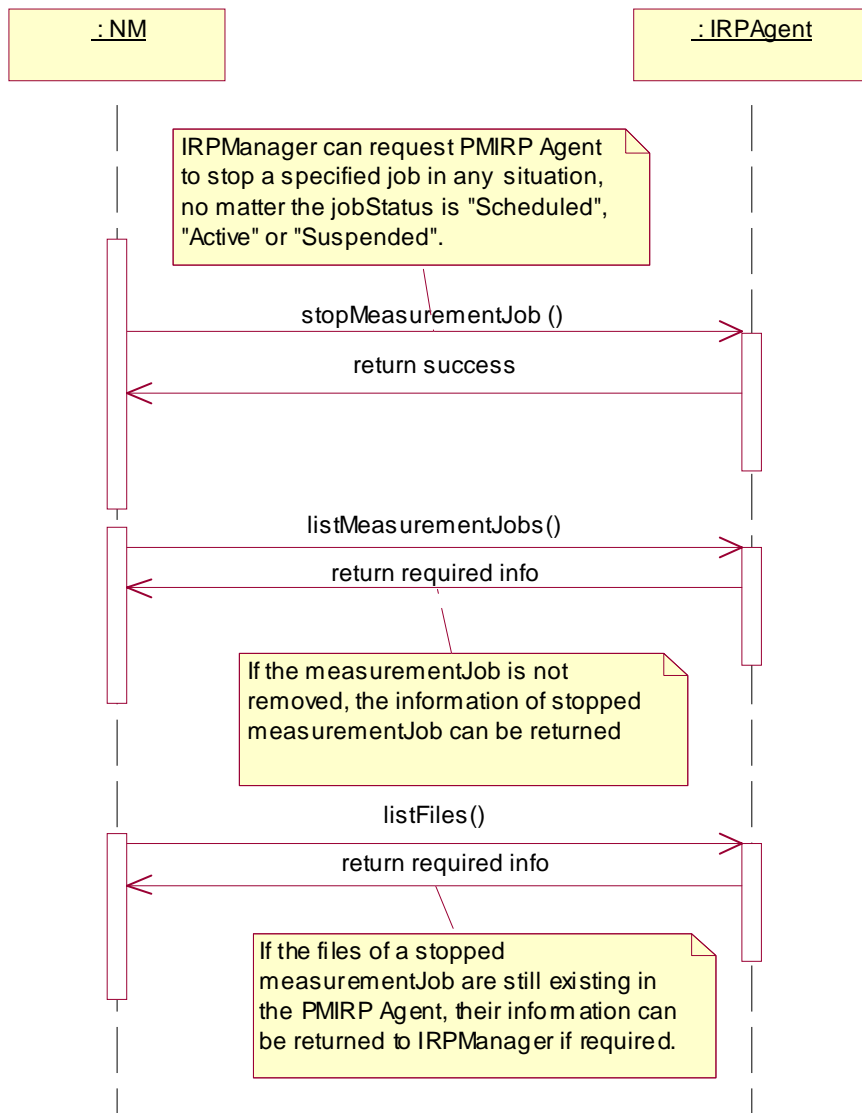 : NM
: IRPAgent
IRPManager can request PMIRP Agent
to stop a specified job in any situation,
no matter the jobStatus is "Scheduled",
"Active" or "Suspended".
stopMeasurementJob ()
return success
listMeasurementJobs()
return required info
If the measurementJob is not
removed, the information of stopped
measurementJob can be returned
listFiles()
return required info
If the files of a stopped
measurementJob are still existing in
the PMIRP Agent, their information can
be returned to IRPManager if required.